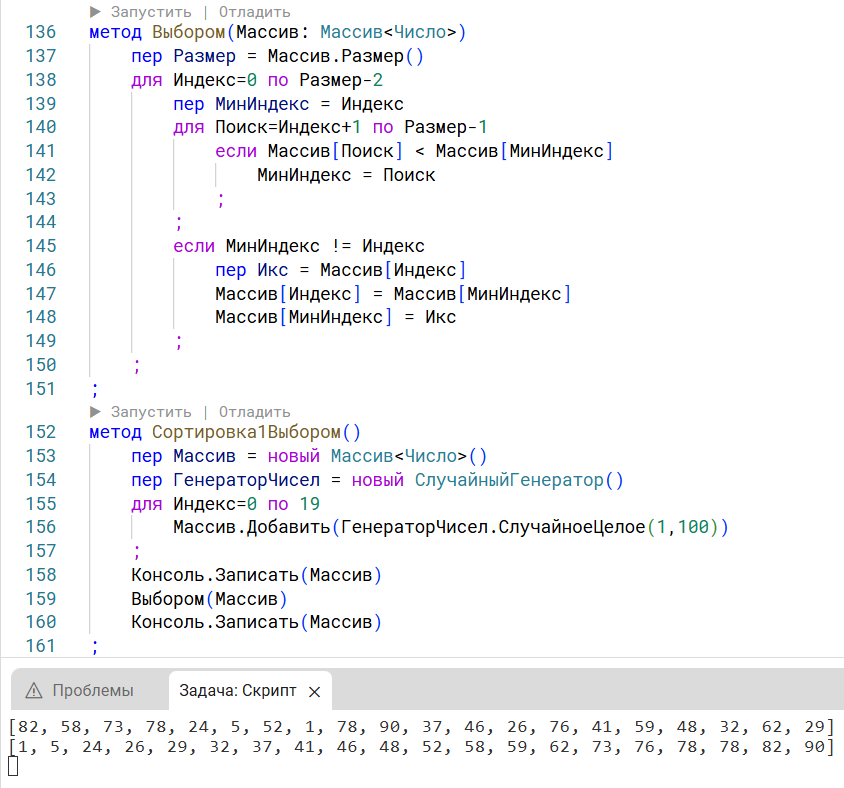 Запустить | Отладить
136 метод Выбором(Массив: Массив<Число>)
137 пер Размер = Массив.Размер()
138 для Индекс=0 по Размер-2
139 пер МинИндекс = Индекс
140 для Поиск=Индекс+1 по Размер-1
141 если Массив[Поиск] < Массив[МинИндекс]
142 МинИндекс = Поиск
143 ;
144 ;
145 если МинИндекс != Индекс
146 пер Икс = Массив[Индекс]
147 Массив[Индекс] = Массив[МинИндекс]
148 Массив[МинИндекс] = Икс
149 ;
150 ;
151 ;
Запустить | Отладить
152 метод Сортировка1Выбором()
153 пер Массив = новый Массив<Число>()
154 пер ГенераторЧисел = новый СлучайныйГенератор()
155 для Индекс=0 по 19
156 Массив.Добавить(ГенераторЧисел.СлучайноеЦелое(1,100))
157 ;
158 Консоль.Записать(Массив)
159 Выбором(Массив)
160 Консоль.Записать(Массив)
161 ;
Проблемы Задача: Скрипт
[82, 58, 73, 78, 24, 5, 52, 1, 78, 90, 37, 46, 26, 76, 41, 59, 48, 32, 62, 29]
[1, 5, 24, 26, 29, 32, 37, 41, 46, 48, 52, 58, 59, 62, 73, 76, 78, 78, 82, 90]